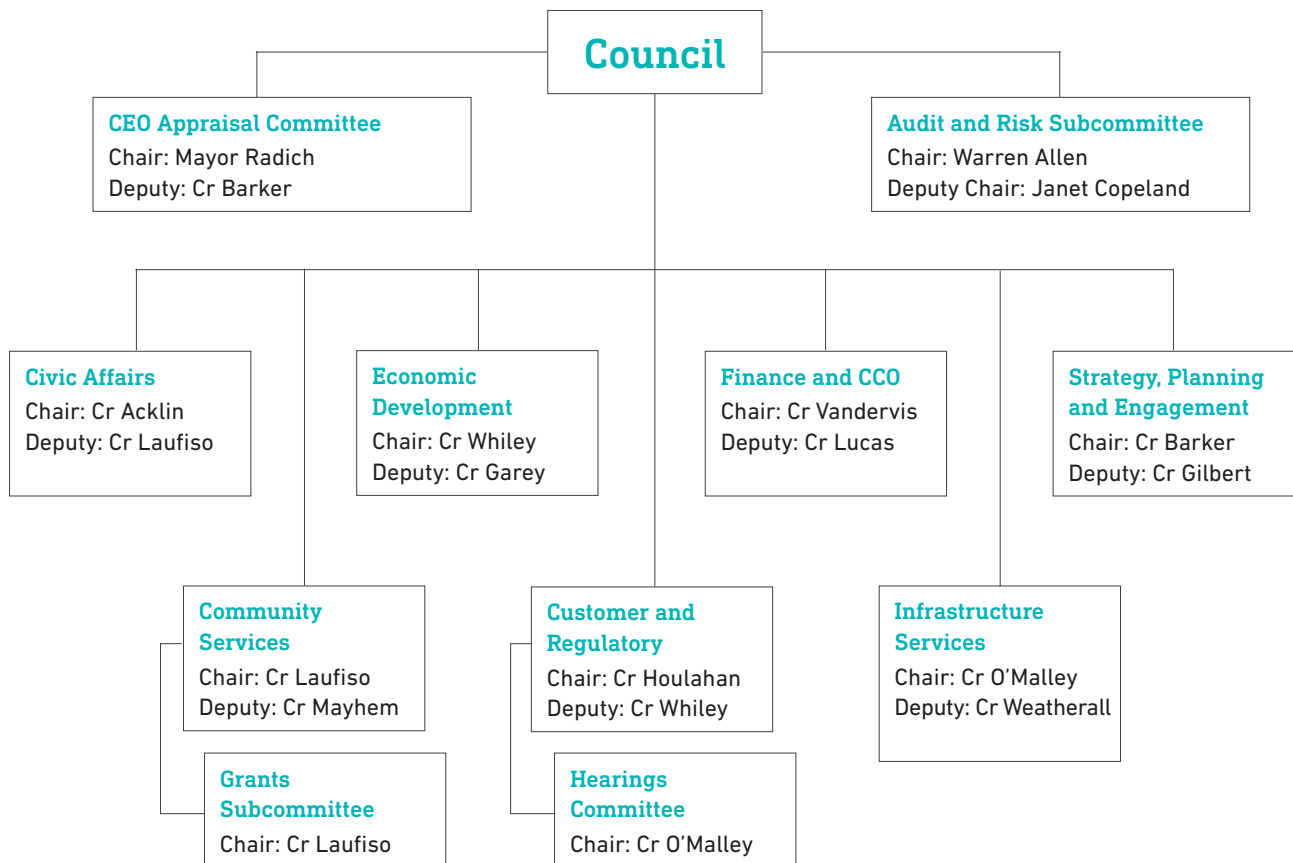 Council
CEO Appraisal Committee
Chair: Mayor Radich
Deputy: Cr Barker
Audit and Risk Subcommittee
Chair: Warren Allen
Deputy Chair: Janet Copeland
Civic Affairs
Chair: Cr Acklin
Deputy: Cr Laufiso
Economic
Development
Chair: Cr Whiley
Deputy: Cr Garey
Finance and CCO
Chair: Cr Vandervis
Deputy: Cr Lucas
Strategy, Planning
and Engagement
Chair: Cr Barker
Deputy: Cr Gilbert
Community
Services
Chair: Cr Laufiso
Deputy: Cr Mayhem
Customer and
Regulatory
Chair: Cr Houlahan
Deputy: Cr Whiley
Infrastructure
Services
Chair: Cr O’Malley
Deputy: Cr Weatherall
Grants
Subcommittee
Chair: Cr Laufiso
Hearings
Committee
Chair: Cr O’Malley